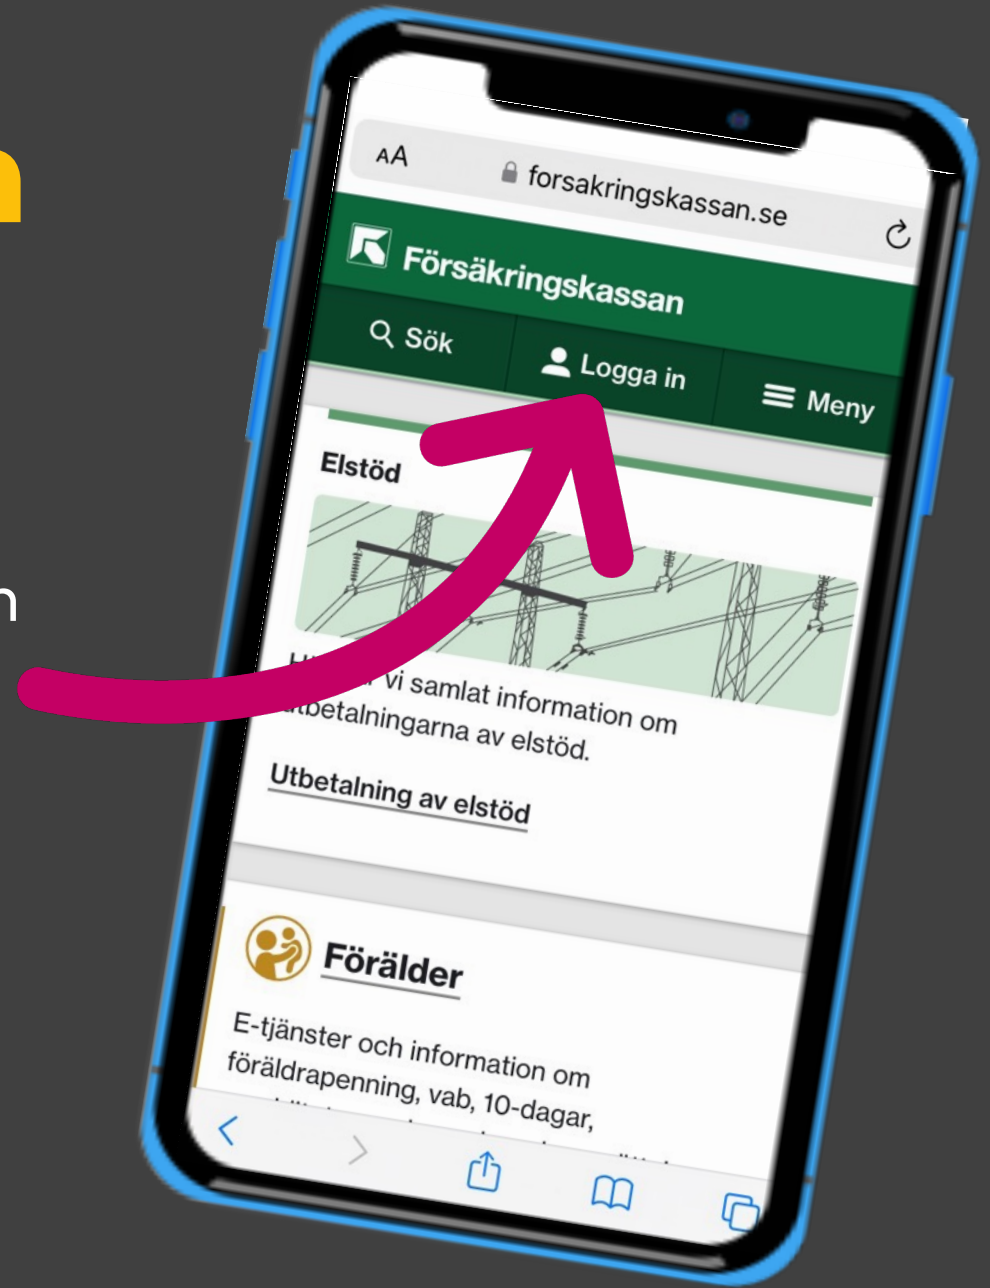 n
AA forsakringskassan.se
Försäkringskassan
Sök Logga in Meny
Elstöd
vi samlat information om
utbetalningarna av elstöd.
Utbetalning av elstöd
Förälder
E-tjänster och information om
föräldrapenning, vab, 10-dagar,